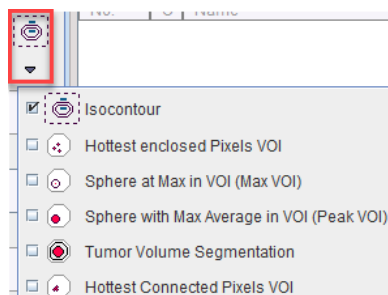 No. C Name
Isocontour
Hottest enclosed Pixels VOI
Sphere at Max in VOI (Max VOI)
Sphere with Max Average in VOI (Peak VOI)
Tumor Volume Segmentation
Hottest Connected Pixels VOI